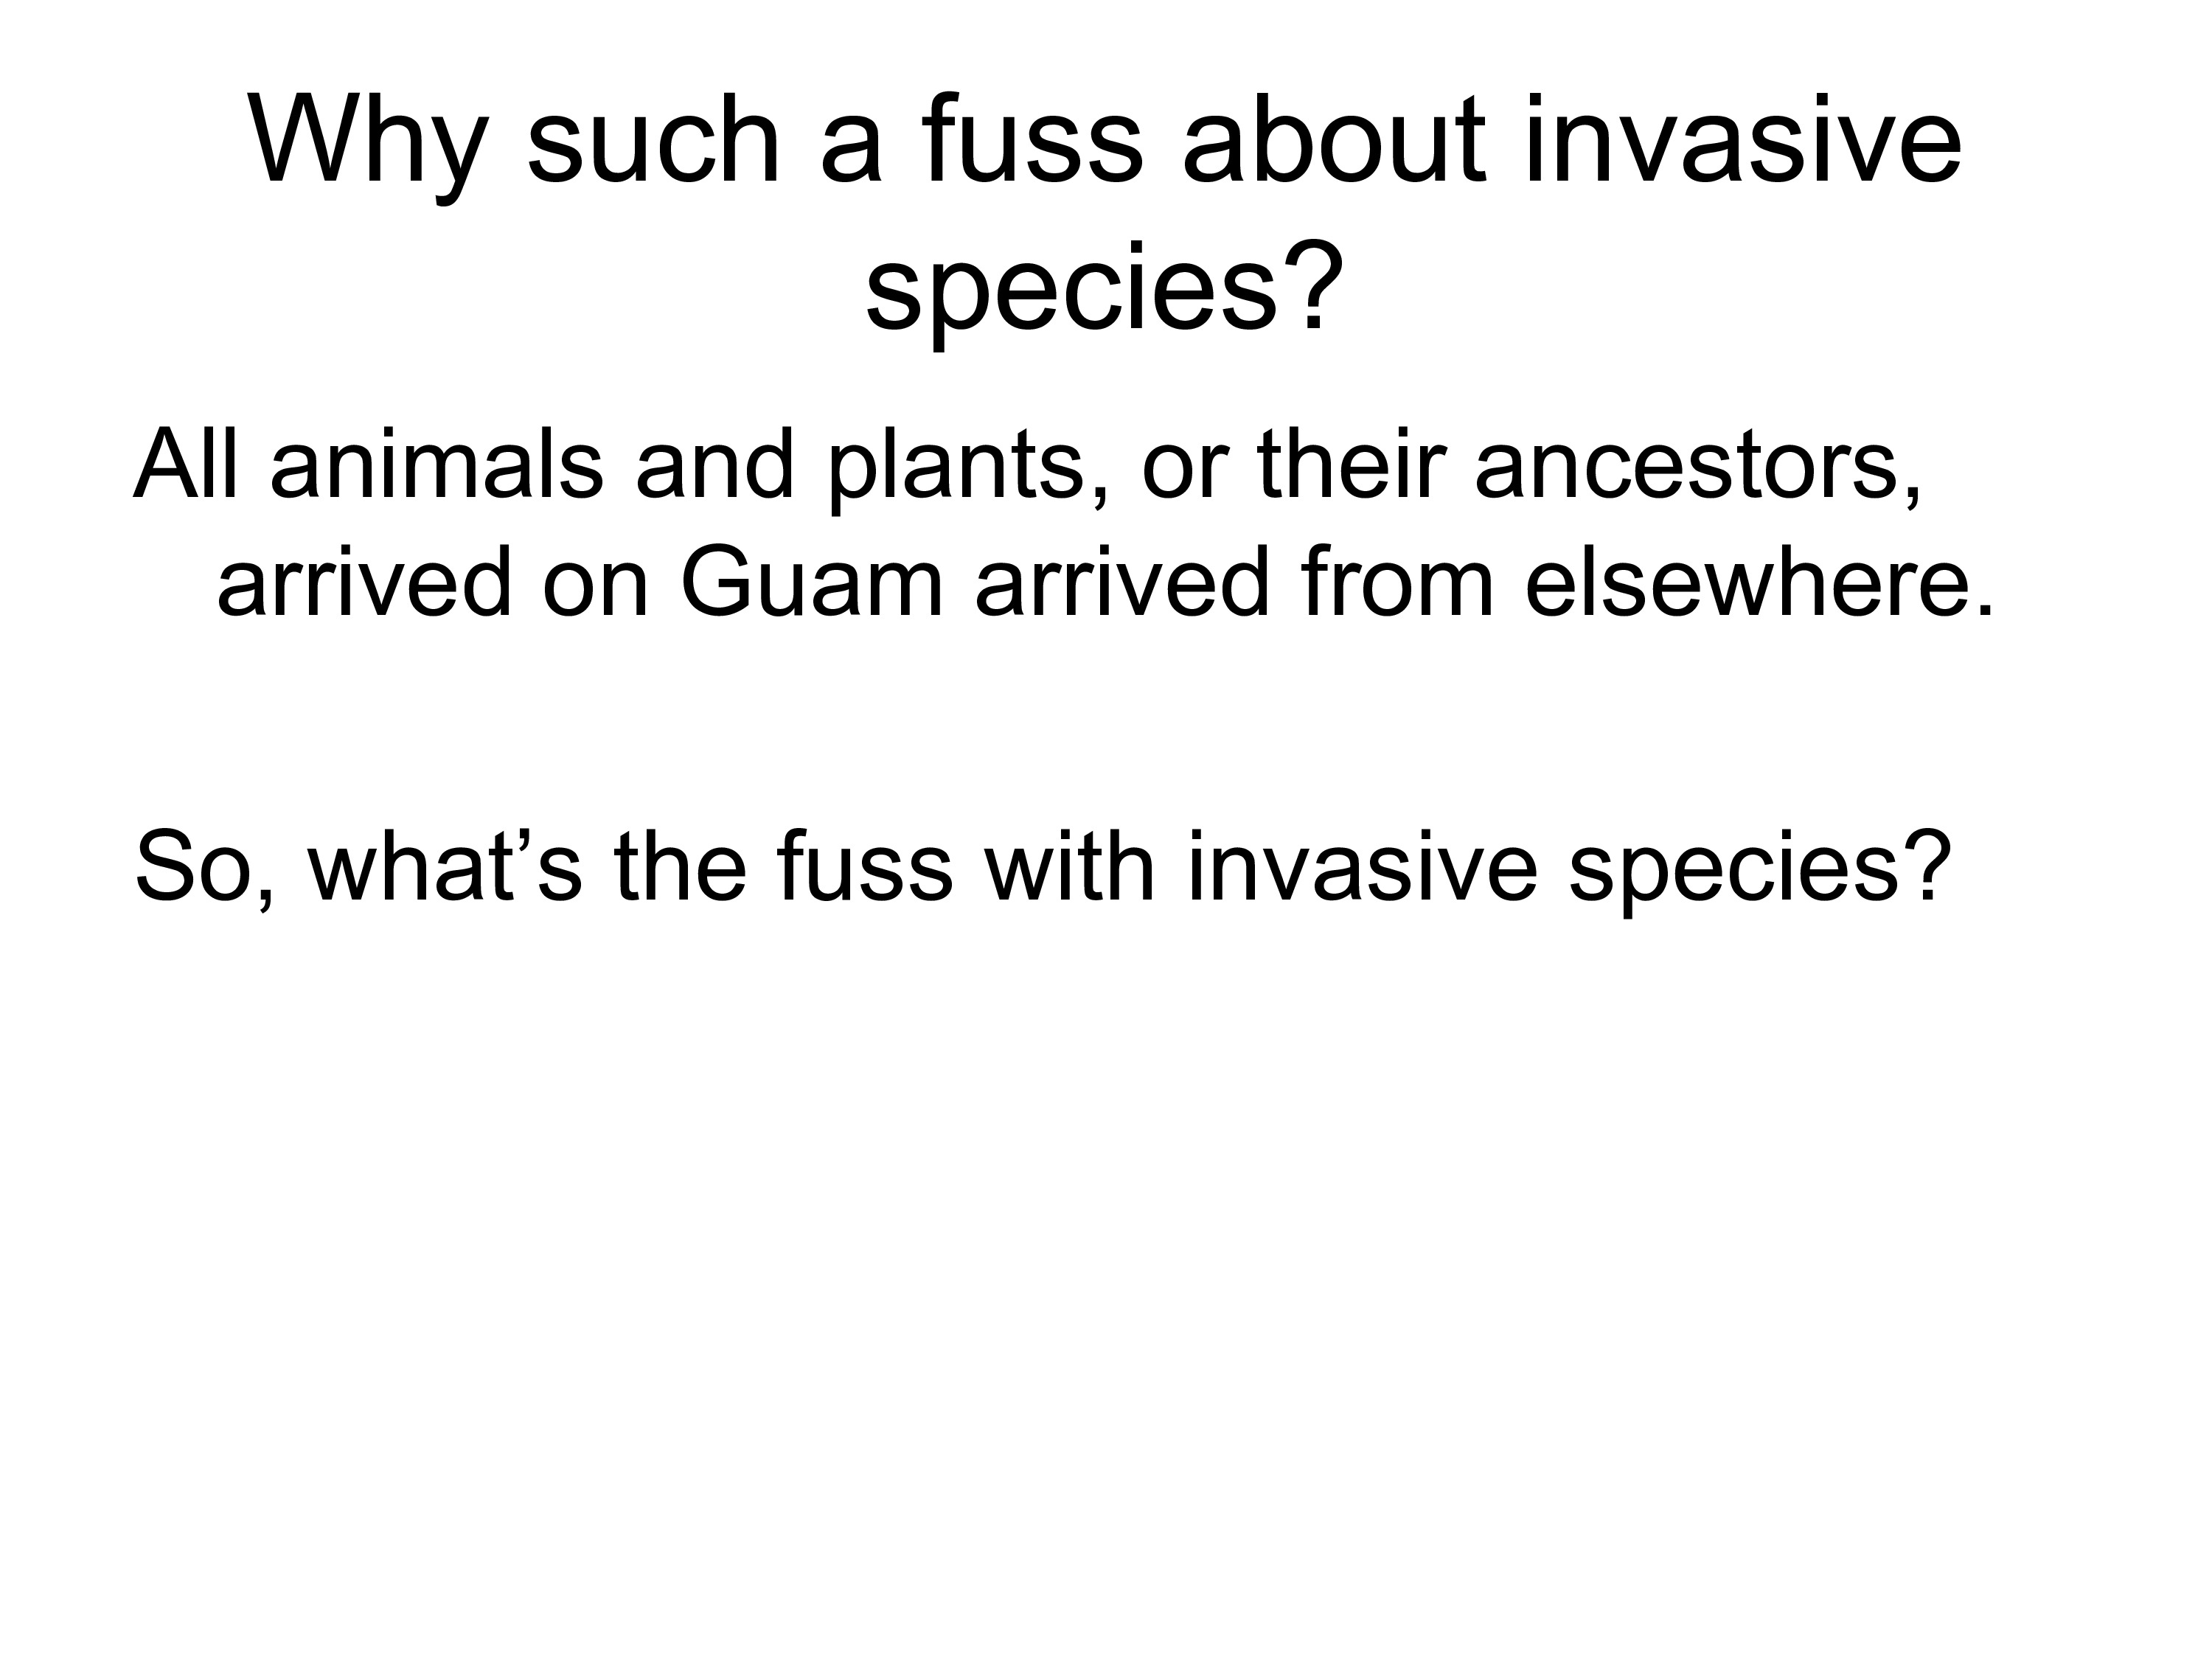 Why such a fuss about invasive
species?
All animals and plants, or their ancestors,
arrived on Guam arrived from elsewhere.
So, what’s the fuss with invasive species?